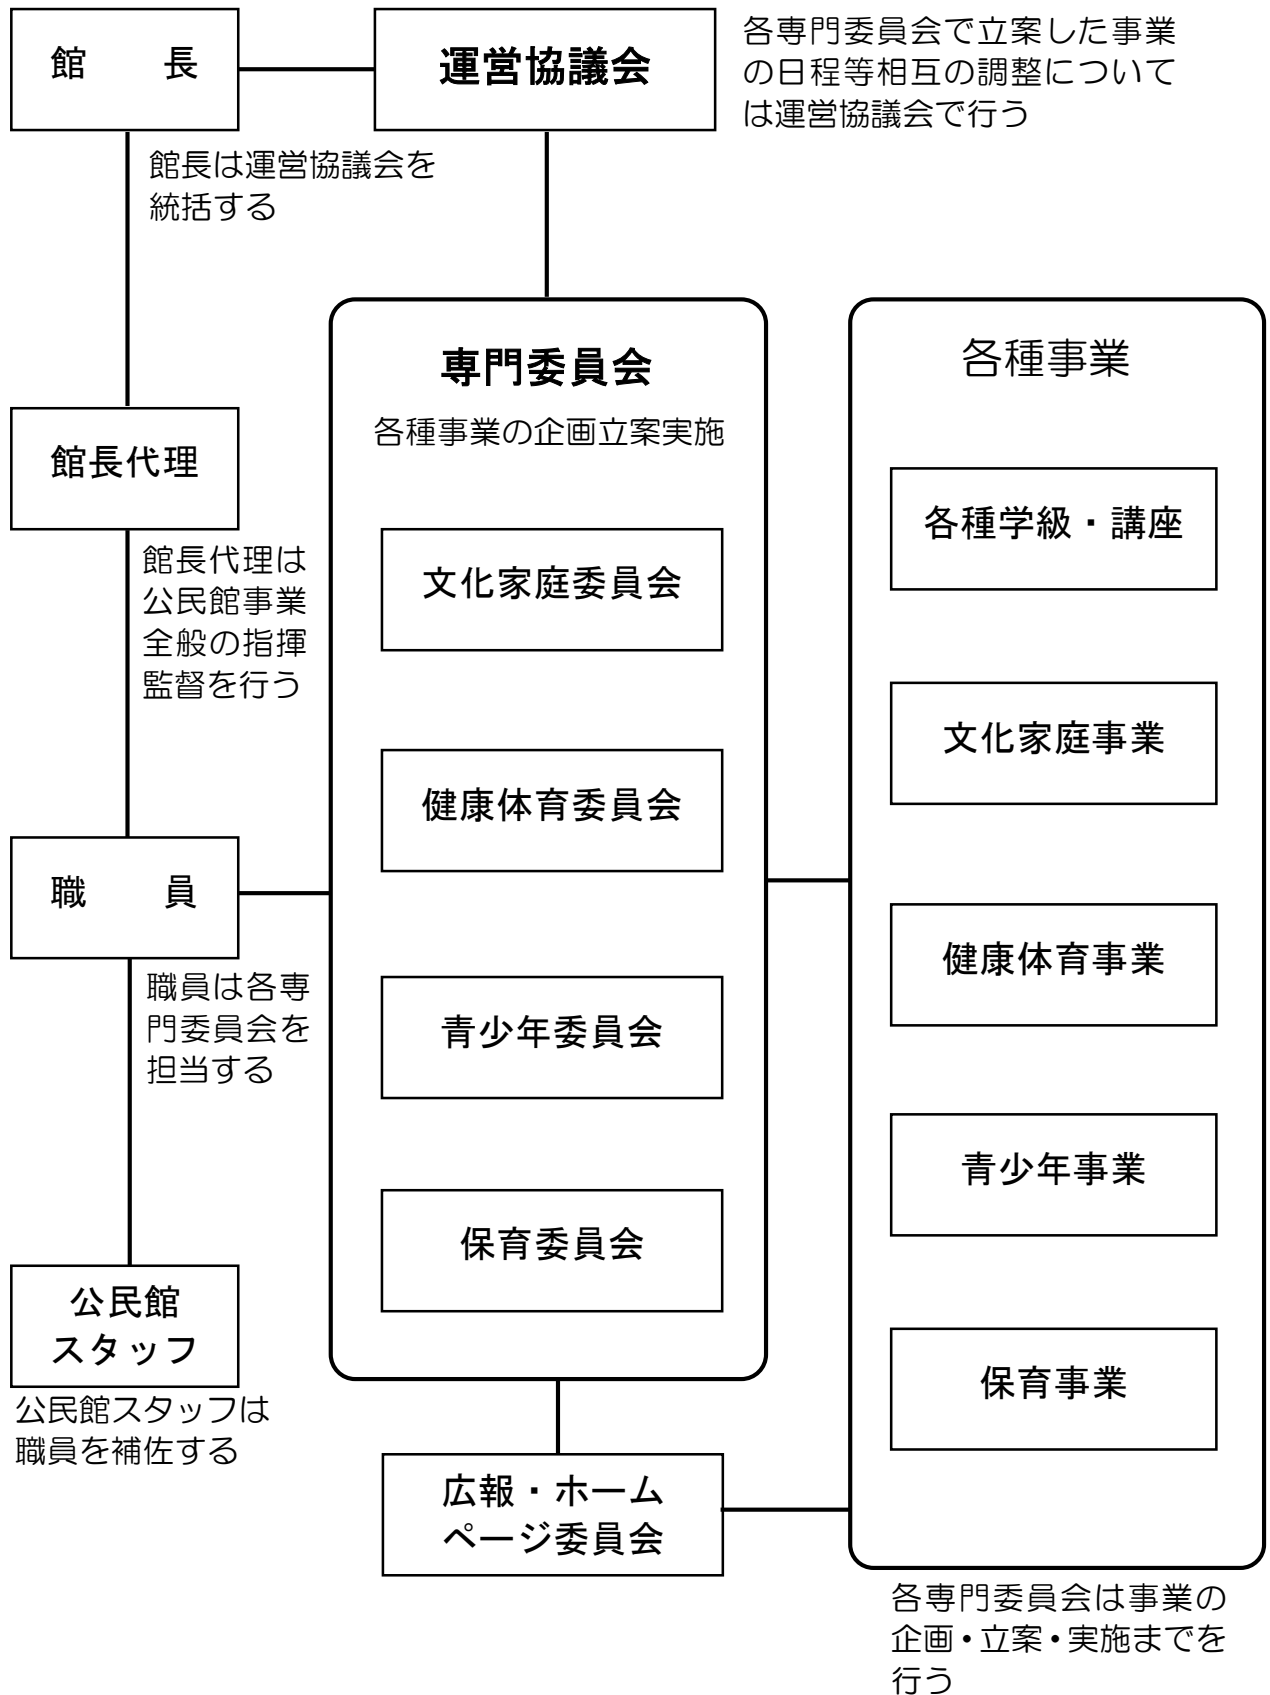 館　　長
運営協議会
各専門委員会で立案した事業
の日程等相互の調整について
は運営協議会で行う
館長は運営協議会を
統括する
専門委員会
各種事業の企画立案実施
各種事業
館長代理
館長代理は
公民館事業
全般の指揮
監督を行う
文化家庭委員会
健康体育委員会
青少年委員会
保育委員会
各種学級・講座
文化家庭事業
健康体育事業
青少年事業
保育事業
職　　員
職員は各専
門委員会を
担当する
公民館
スタッフ
公民館スタッフは
職員を補佐する
広報・ホーム
ページ委員会
各専門委員会は事業の
企画・立案・実施までを
行う